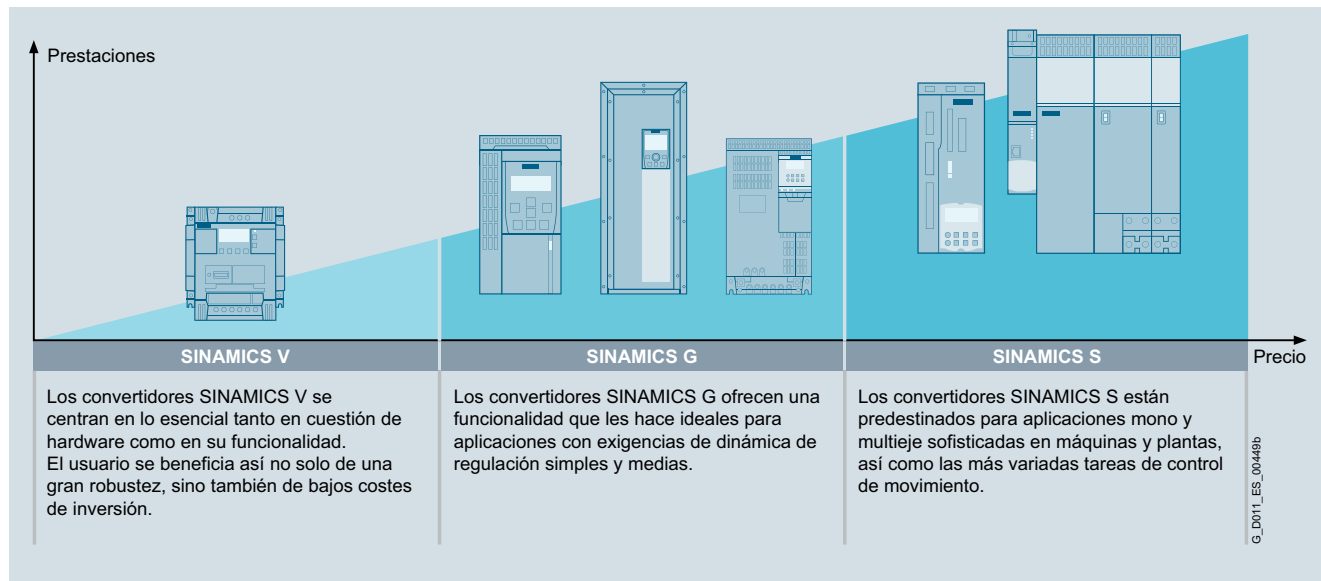 Prestaciones
SINAMICS V
SINAMICS G
SINAMICS S
Precio
Los convertidores SINAMICS V se
centran en lo esencial tanto en cuestión de
hardware como en su funcionalidad.
El usuario se beneficia así no solo de una
gran robustez, sino también de bajos costes
de inversión.
Los convertidores SINAMICS G ofrecen una
funcionalidad que les hace ideales para
aplicaciones con exigencias de dinámica de
regulación simples y medias.
Los convertidores SINAMICS S están
predestinados para aplicaciones mono y
multieje sofisticadas en máquinas y plantas,
así como las más variadas tareas de control
de movimiento.
G_D011_ES_00449b